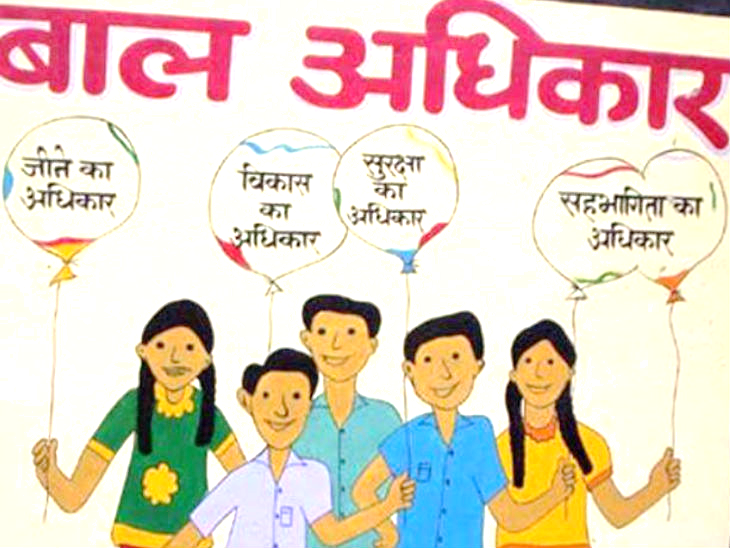 बाल अधिकार
जीने का
अधिकार
विकास
का
अधिकार
सुरक्षा
का
अधिकार
सहभागिता का
अधिकार